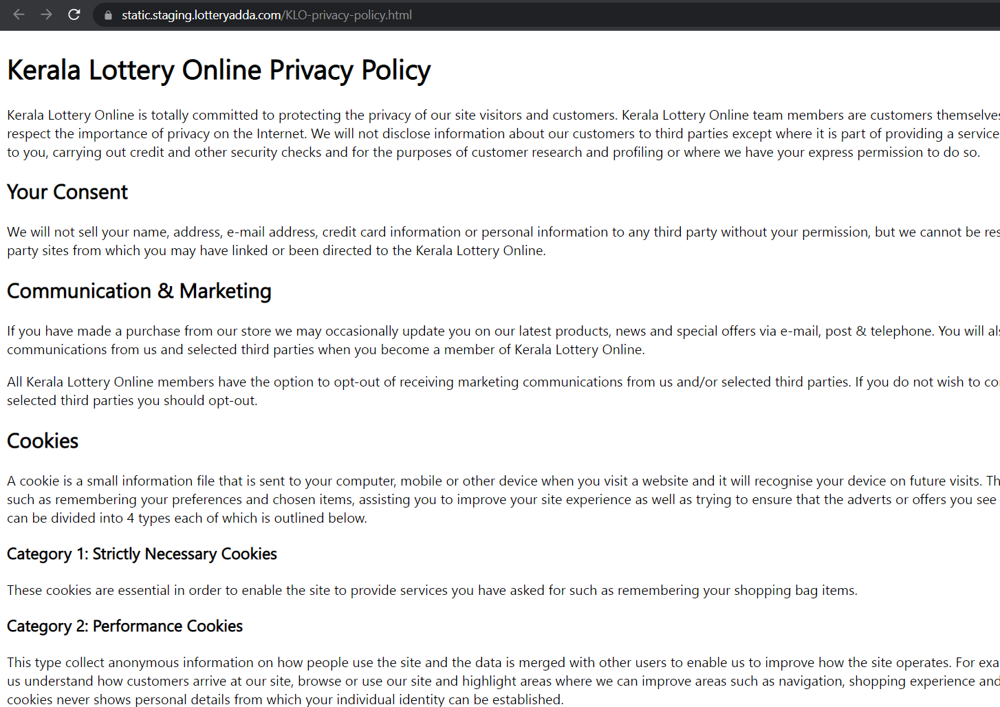 static.staging.lotteryadda.com/KLO-privacy-policy.html
Kerala Lottery Online Privacy Policy
Kerala Lottery Online is totally committed to protecting the privacy of our site visitors and customers. Kerala Lottery Online team members are customers themselves
respect the importance of privacy on the Internet. We will not disclose information about our customers to third parties except where it is part of providing a service
to you, carrying out credit and other security checks and for the purposes of customer research and profiling or where we have your express permission to do so.
Your Consent
We will not sell your name, address, e-mail address, credit card information or personal information to any third party without your permission, but we cannot be res
party sites from which you may have linked or been directed to the Kerala Lottery Online.
Communication & Marketing
If you have made a purchase from our store we may occasionally update you on our latest products, news and special offers via e-mail, post & telephone. You will als
communications from us and selected third parties when you become a member of Kerala Lottery Online.
All Kerala Lottery Online members have the option to opt-out of receiving marketing communications from us and/or selected third parties. If you do not wish to co
selected third parties you should opt-out.
Cookies
A cookie is a small information file that is sent to your computer, mobile or other device when you visit a website and it will recognise your device on future visits. Th
such as remembering your preferences and chosen items, assisting you to improve your site experience as well as trying to ensure that the adverts or offers you see
can be divided into 4 types each of which is outlined below.
Category 1: Strictly Necessary Cookies
These cookies are essential in order to enable the site to provide services you have asked for such as remembering your shopping bag items.
Category 2: Performance Cookies
This type collect anonymous information on how people use the site and the data is merged with other users to enable us to improve how the site operates. For exa
us understand how customers arrive at our site, browse or use our site and highlight areas where we can improve areas such as navigation, shopping experience and
cookies never shows personal details from which your individual identity can be established.